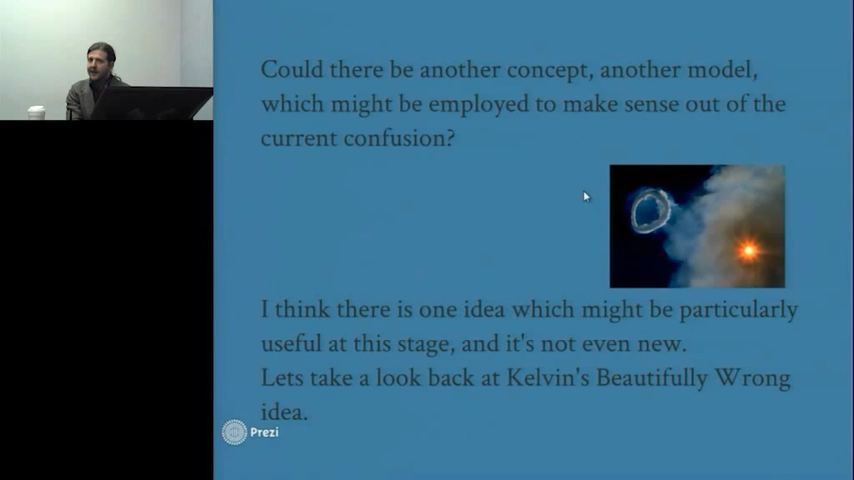 Could there be another concept, another model,
which might be employed to make sense out of the
current confusion?
I think there is one idea which might be particularly
useful at this stage, and it's not even new.
Lets take a look back at Kelvin's Beautifully Wrong
idea.
Prezi